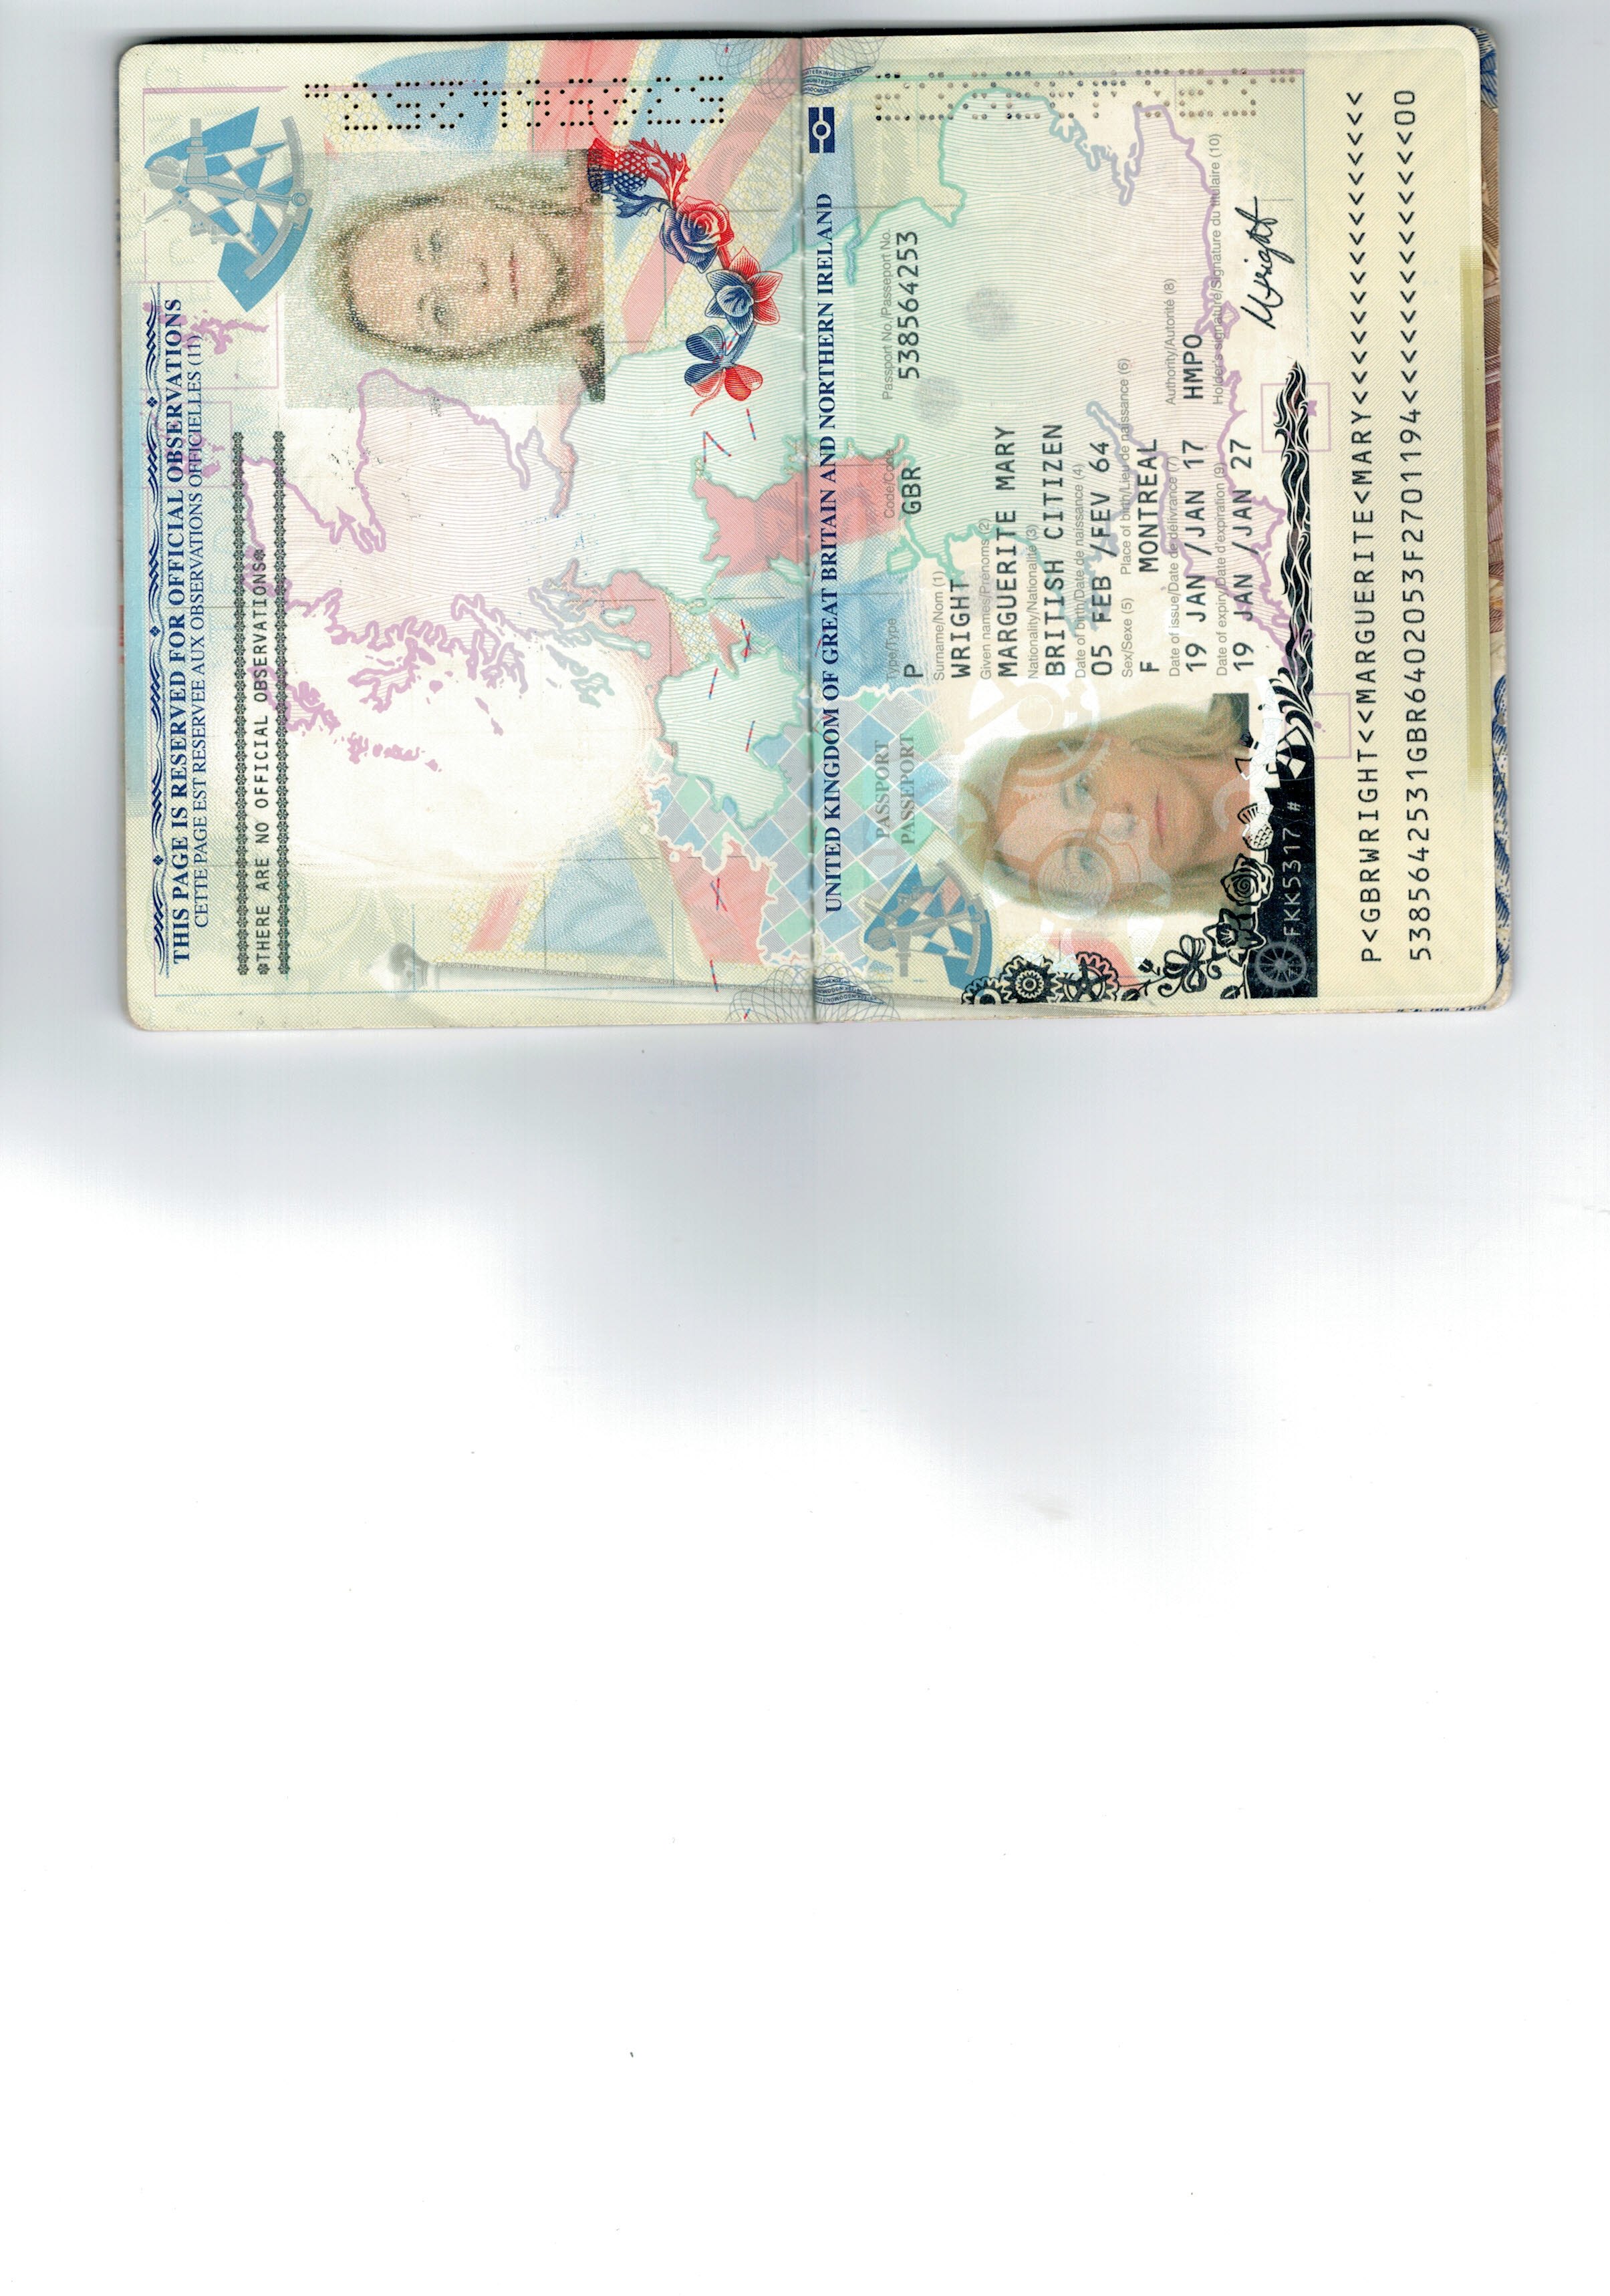 THIS PAGE IS RESERVED FOR OFFICIAL OBSERVATIONS
CETTE PAGE EST RESERVEE AUX OBSERVATIONS OFFICIELLES (11)
*THERE ARE NO OFFICIAL OBSERVATIONS*
UNITED KINGDOM OF GREAT BRITAIN AND NORTHERN IRELAND
PASSPORT
PASSEPORT
Type/Type Code/Code Passport No./Passeport No.
P GBR 538564253
Surname/Nom (1)
WRIGHT
Given names/Prénoms (2)
MARGUERITE MARY
Nationality/Nationalité (3)
BRITISH CITIZEN
Date of birth/Date de naissance (4)
05 FEB /FEV 64
Sex/Sexe (5) Place of birth/Lieu de naissance (6)
F MONTREAL
Date of issue/Date de délivrance (7) Authority/Autorité (8)
19 JAN /JAN 17 HMPO
Date of expiry/Date d'expiration (9) Holder's signature/Signature du titulaire (10)
19 JAN /JAN 27
MWright
FKK5317 #
P<GBRWRIGHT<<MARGUERITE<MARY<<<<<<<<<<<<<<<<
5385642531GBR6402053F2701194<<<<<<<<<<<<<<00